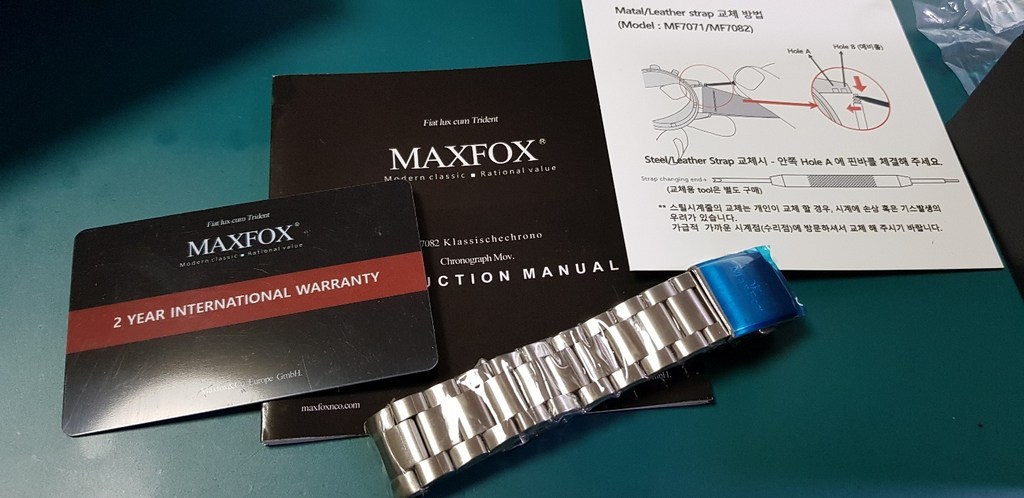 Matal/Leather strap 교체 방법
(Model : MF7071/MF7082)
Hole A
Hole B (예비홀)
Steel/Leather Strap 교체시 - 안쪽 Hole A 에 핀바를 체결해 주세요.
Strap changing end→
(교체용 tool은 별도 구매)
** 스틸시계줄의 교체는 개인이 교체 할 경우, 시계에 손상 혹은 기스발생의
우려가 있습니다.
가급적 가까운 시계점(수리점)에 방문하셔서 교체 해 주시기 바랍니다.
Fiat lux cum Trident
MAXFOX®
Modern classic ■ Rational value
7082 Klassischechrono
Chronograph Mov.
UCTION MANUAL
maxfoxnco.com
Fiat lux cum Trident
MAXFOX®
Modern classic ■ Rational value
2 YEAR INTERNATIONAL WARRANTY
Europe GmbH.